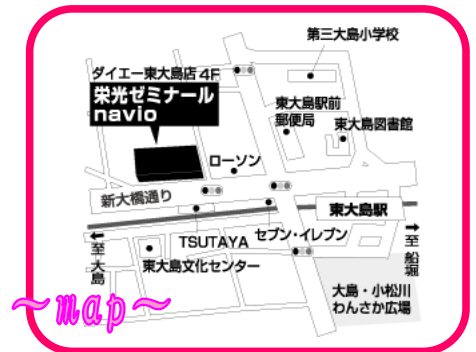 第三大島小学校
ダイエー東大島店4F
栄光ゼミナール
navio
東大島駅前
郵便局
東大島図書館
ローソン
新大橋通り
東大島駅
←至大島
TSUTAYA
セブン・イレブン
→至船堀
東大島文化センター
大島・小松川
わんさか広場
〜map〜